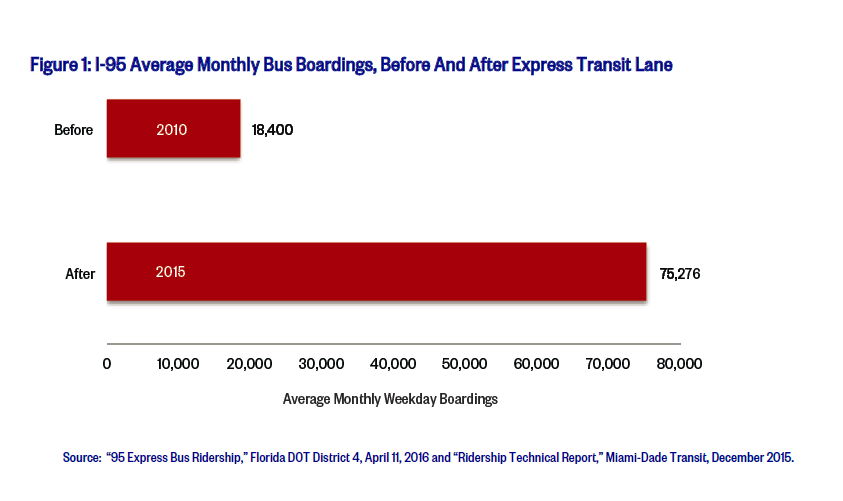 Figure 1: I-95 Average Monthly Bus Boardings, Before And After Express Transit Lane
Before
2010
18,400
After
2015
75,276
0 10,000 20,000 30,000 40,000 50,000 60,000 70,000 80,000
Average Monthly Weekday Boardings
Source: “95 Express Bus Ridership,” Florida DOT District 4, April 11, 2016 and “Ridership Technical Report,” Miami-Dade Transit, December 2015.